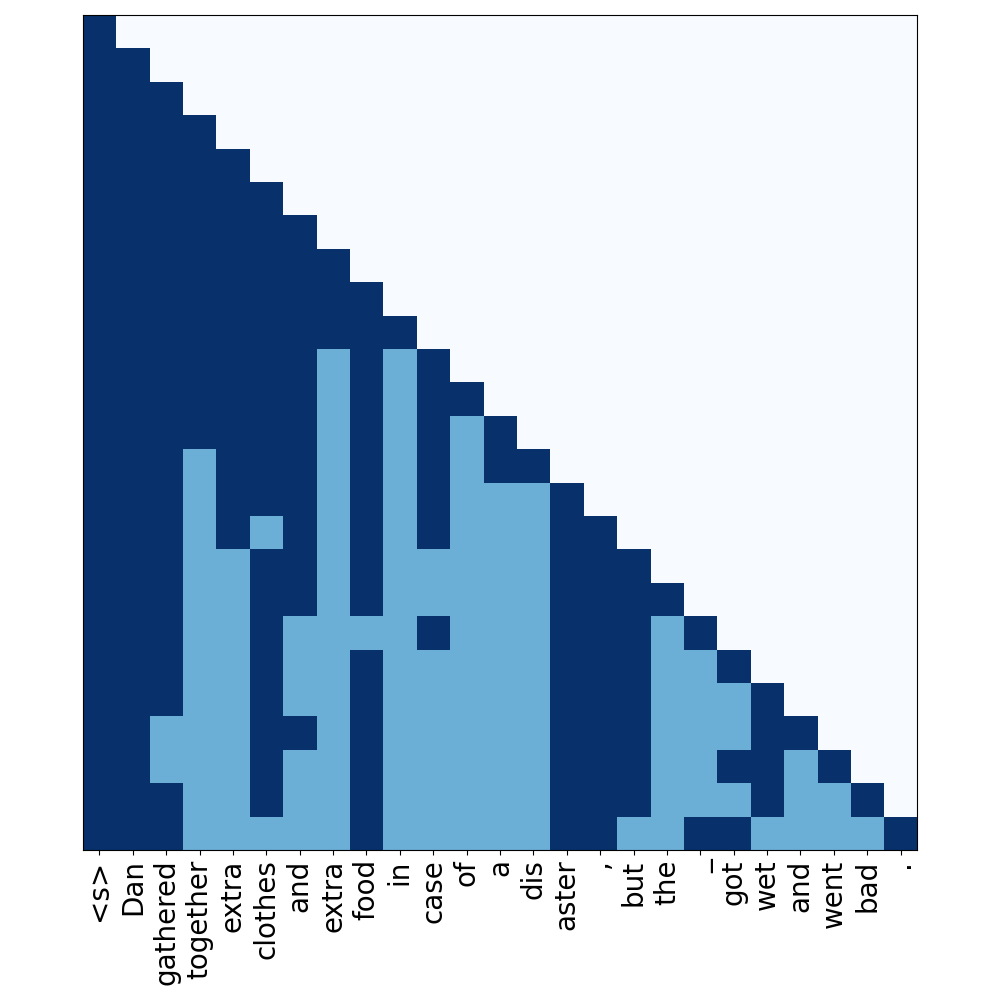 <s> Dan gathered together extra clothes and extra food in case of a dis aster , but the _ got wet and went bad .